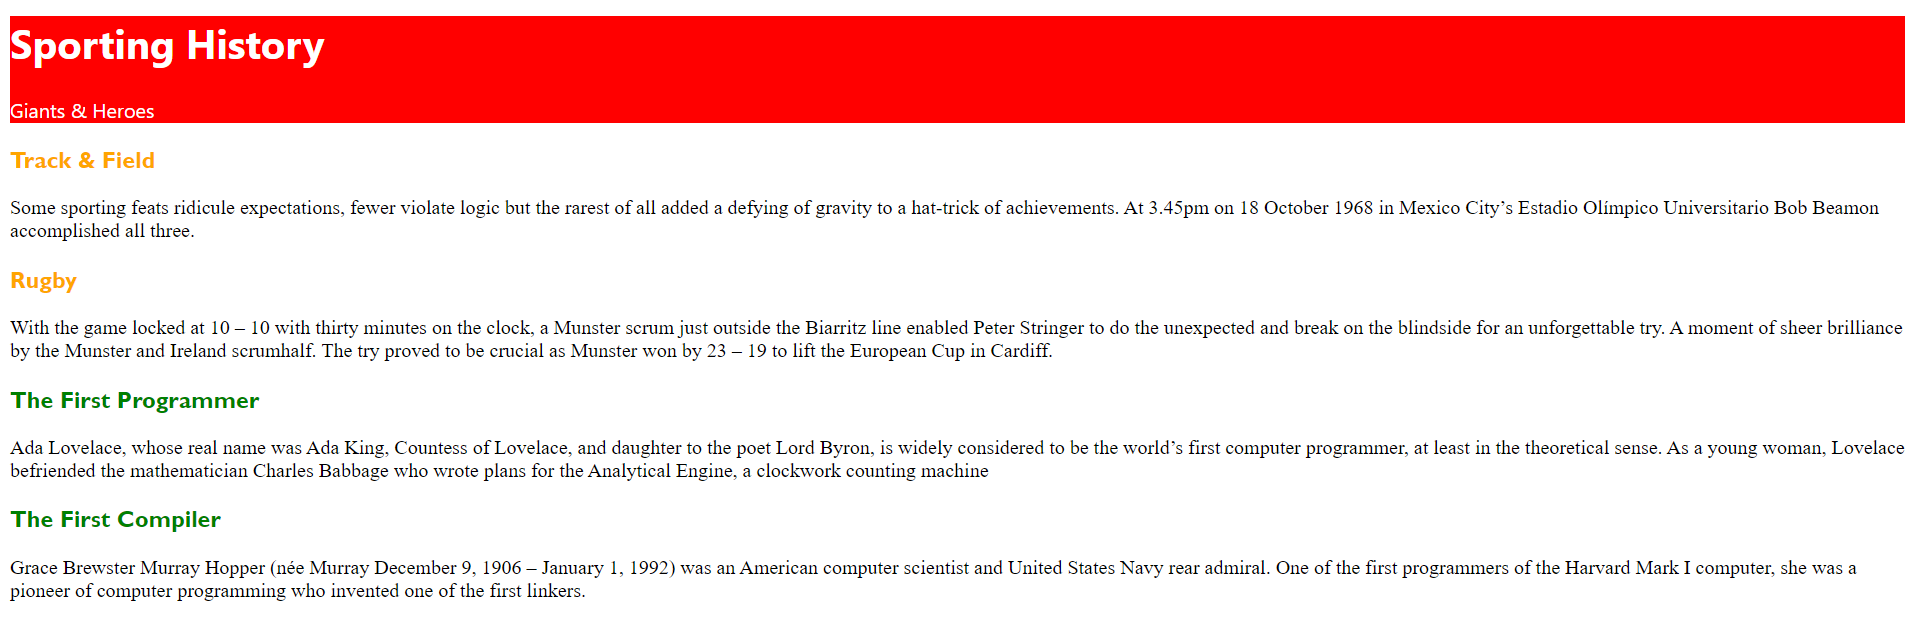 Sporting History
Giants & Heroes
Track & Field
Some sporting feats ridicule expectations, fewer violate logic but the rarest of all added a defying of gravity to a hat-trick of achievements. At 3.45pm on 18 October 1968 in Mexico City’s Estadio Olímpico Universitario Bob Beamon
accomplished all three.
Rugby
With the game locked at 10 – 10 with thirty minutes on the clock, a Munster scrum just outside the Biarritz line enabled Peter Stringer to do the unexpected and break on the blindside for an unforgettable try. A moment of sheer brilliance
by the Munster and Ireland scrumhalf. The try proved to be crucial as Munster won by 23 – 19 to lift the European Cup in Cardiff.
The First Programmer
Ada Lovelace, whose real name was Ada King, Countess of Lovelace, and daughter to the poet Lord Byron, is widely considered to be the world’s first computer programmer, at least in the theoretical sense. As a young woman, Lovelace
befriended the mathematician Charles Babbage who wrote plans for the Analytical Engine, a clockwork counting machine
The First Compiler
Grace Brewster Murray Hopper (née Murray December 9, 1906 – January 1, 1992) was an American computer scientist and United States Navy rear admiral. One of the first programmers of the Harvard Mark I computer, she was a
pioneer of computer programming who invented one of the first linkers.